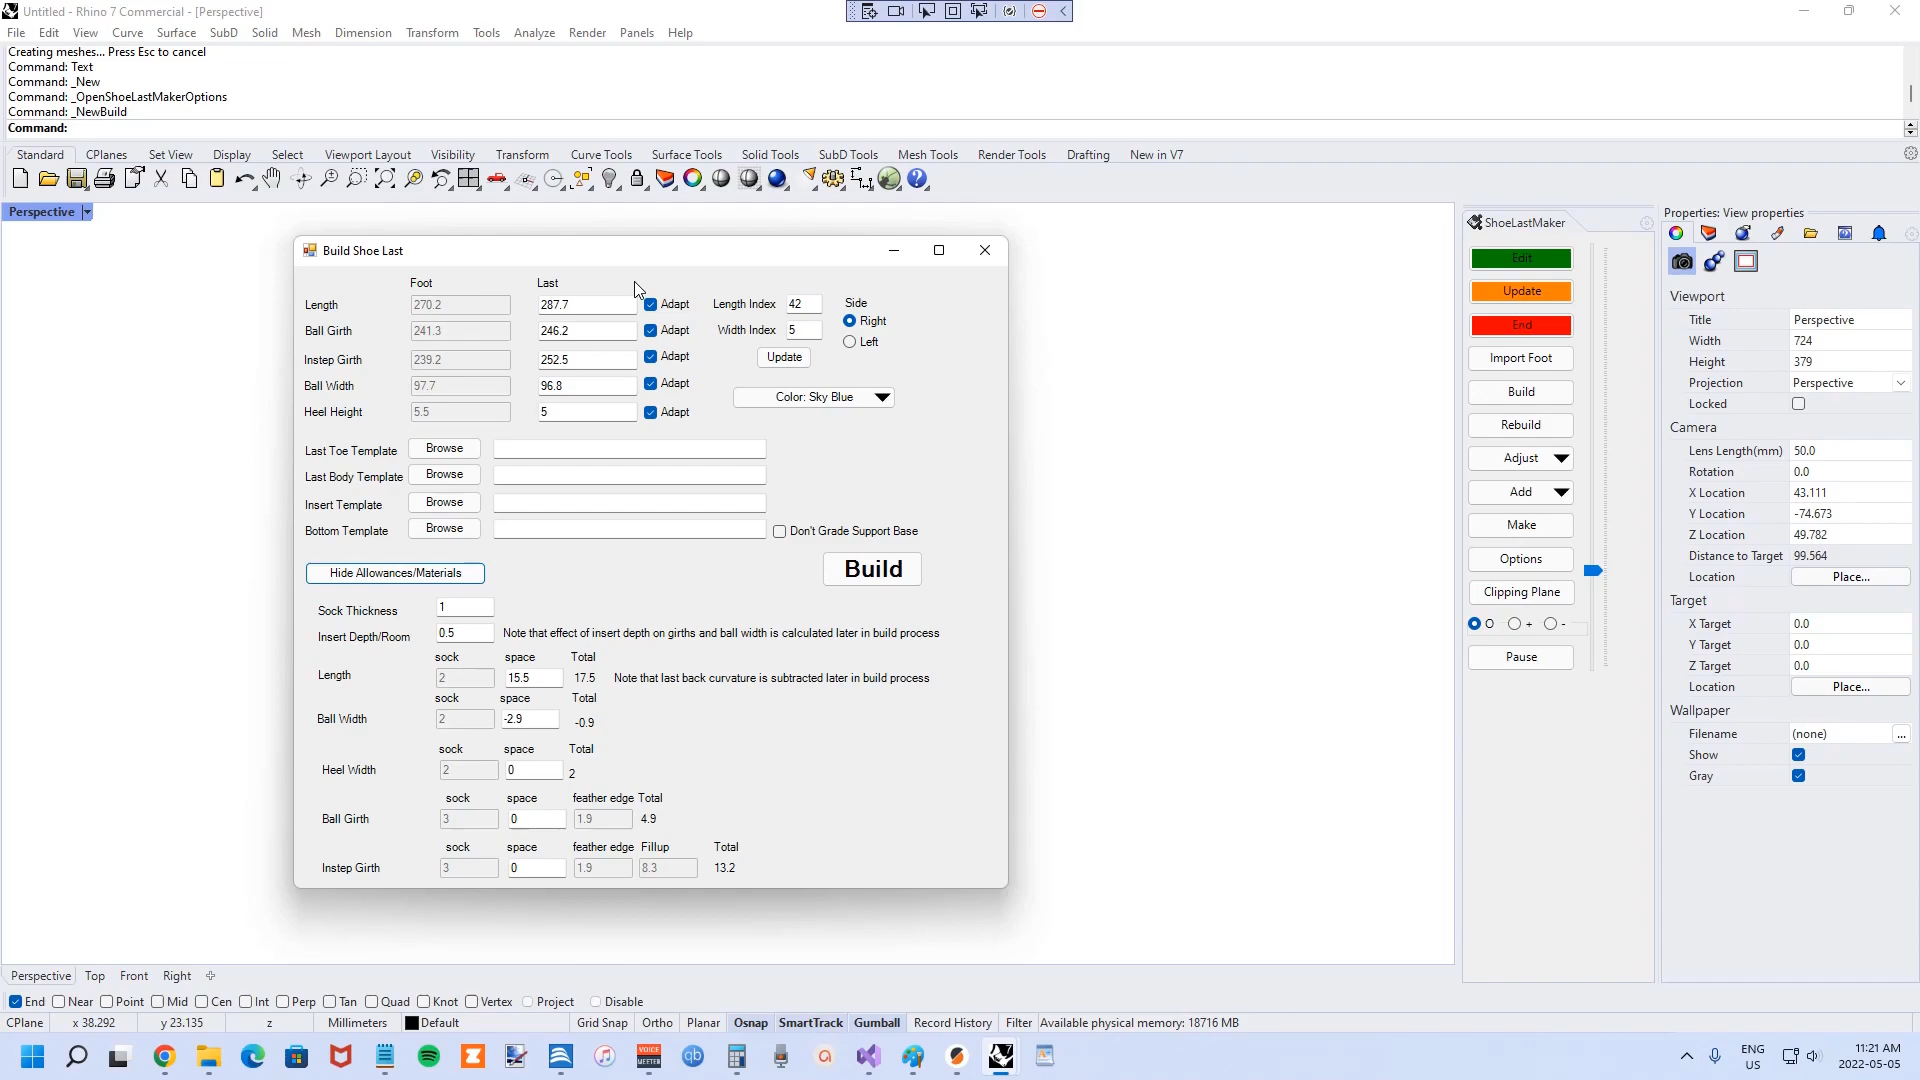 Untitled - Rhino 7 Commercial - [Perspective]
File Edit View Curve Surface SubD Solid Mesh Dimension Transform Tools Analyze Render Panels Help
Creating meshes... Press Esc to cancel
Command: Text
Command: _New
Command: _OpenShoeLastMakerOptions
Command: _NewBuild
Command:
Standard CPlanes Set View Display Select Viewport Layout Visibility Transform Curve Tools Surface Tools Solid Tools SubD Tools Mesh Tools Render Tools Drafting New in V7
Perspective
Build Shoe Last
Foot Last
Length 270.2 287.7 Adapt Length Index 42 Side
Ball Girth 241.3 246.2 Adapt Width Index 5 Right
Left
Instep Girth 239.2 252.5 Adapt Update
Ball Width 97.7 96.8 Adapt Color: Sky Blue
Heel Height 5.5 5 Adapt
Last Toe Template Browse
Last Body Template Browse
Insert Template Browse
Bottom Template Browse Don't Grade Support Base
Hide Allowances/Materials Build
Sock Thickness 1
Insert Depth/Room 0.5 Note that effect of insert depth on girths and ball width is calculated later in build process
sock space Total
Length 2 15.5 17.5 Note that last back curvature is subtracted later in build process
sock space Total
Ball Width 2 -2.9 -0.9
sock space Total
Heel Width 2 0 2
sock space feather edge Total
Ball Girth 3 0 1.9 4.9
sock space feather edge Fillup Total
Instep Girth 3 0 1.9 8.3 13.2
ShoeLastMaker
Edit
Update
End
Import Foot
Build
Rebuild
Adjust
Add
Make
Options
Clipping Plane
O + -
Pause
Properties: View properties
Viewport
Title Perspective
Width 724
Height 379
Projection Perspective
Locked
Camera
Lens Length(mm) 50.0
Rotation 0.0
X Location 43.111
Y Location -74.673
Z Location 49.782
Distance to Target 99.564
Location Place...
Target
X Target 0.0
Y Target 0.0
Z Target 0.0
Location Place...
Wallpaper
Filename (none) ...
Show
Gray
Perspective Top Front Right
End Near Point Mid Cen Int Perp Tan Quad Knot Vertex Project Disable
CPlane x 38.292 y 23.135 z Millimeters Default Grid Snap Ortho Planar Osnap SmartTrack Gumball Record History Filter Available physical memory: 18716 MB
VOICE MEETER
qb
ENG US
11:21 AM
2022-05-05